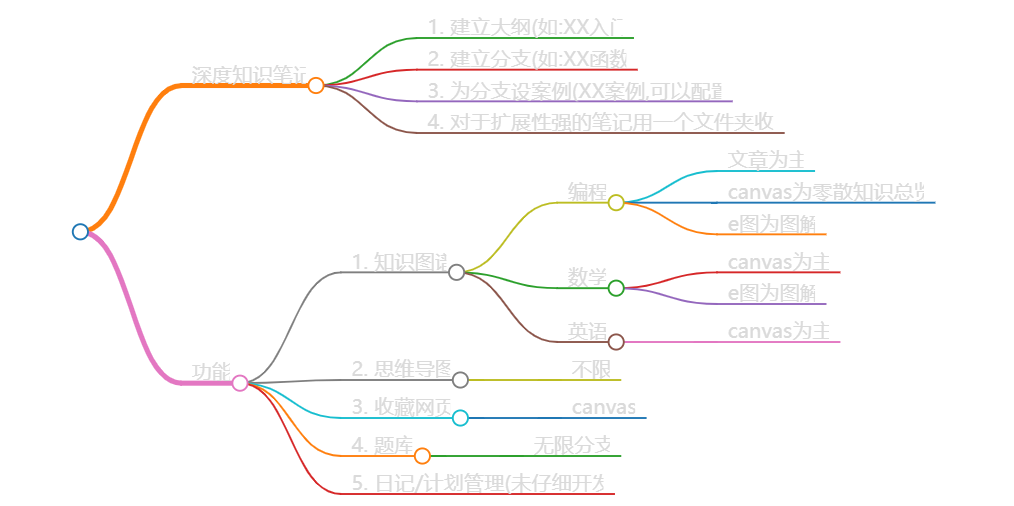 深度知识笔记
1. 建立大纲(如:XX入门
2. 建立分支(如:XX函数
3. 为分支设案例(XX案例,可以配置
4. 对于扩展性强的笔记用一个文件夹收
功能
1. 知识图谱
编程
文章为主
canvas为零散知识总览
e图为图解
数学
canvas为主
e图为图解
英语
canvas为主
2. 思维导图
不限
3. 收藏网页
canvas
4. 题库
无限分支
5. 日记/计划管理(未仔细开发